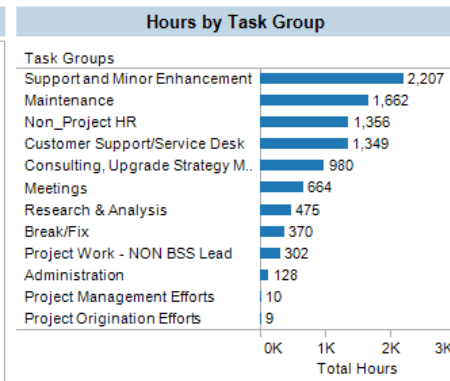 Hours by Task Group
Task Groups
Support and Minor Enhancement 2,207
Maintenance 1,662
Non_Project HR 1,356
Customer Support/Service Desk 1,349
Consulting, Upgrade Strategy M.. 980
Meetings 664
Research & Analysis 475
Break/Fix 370
Project Work - NON BSS Lead 302
Administration 128
Project Management Efforts 10
Project Origination Efforts 9
0K 1K 2K 3K
Total Hours